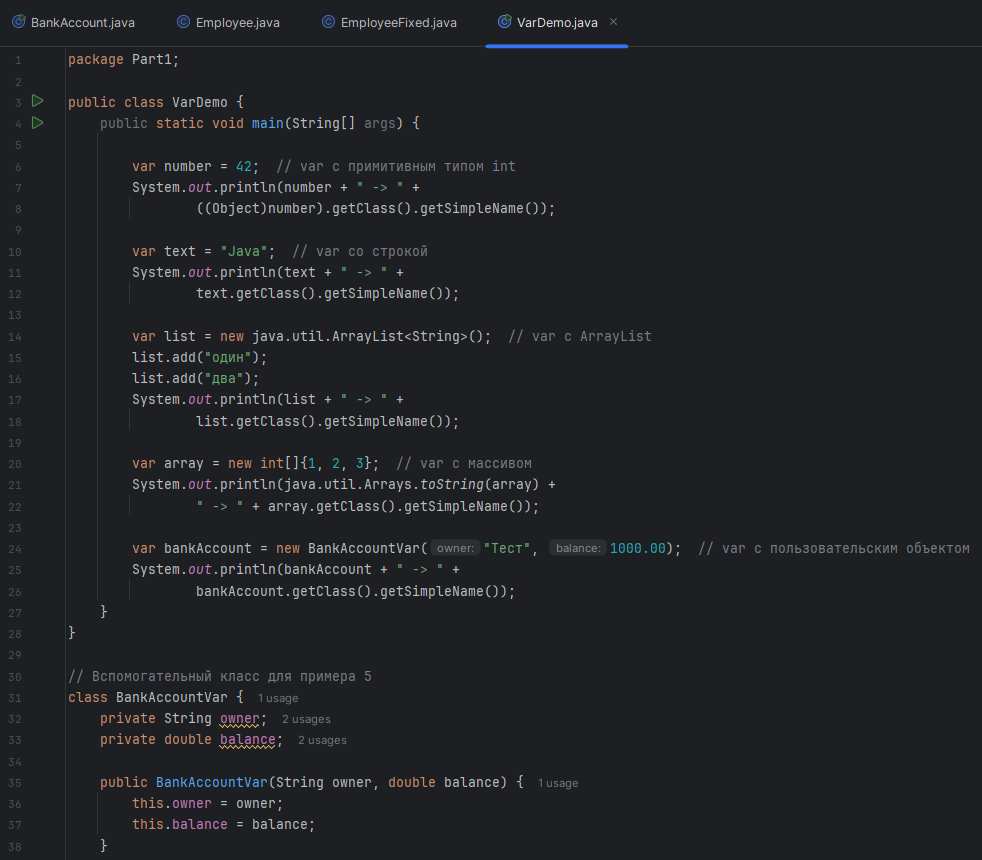 BankAccount.java Employee.java EmployeeFixed.java VarDemo.java ×
1 package Part1;
2
3 public class VarDemo {
4 public static void main(String[] args) {
5
6 var number = 42; // var с примитивным типом int
7 System.out.println(number + " -> " +
8 ((Object)number).getClass().getSimpleName());
9
10 var text = "Java"; // var со строкой
11 System.out.println(text + " -> " +
12 text.getClass().getSimpleName());
13
14 var list = new java.util.ArrayList<String>(); // var с ArrayList
15 list.add("один");
16 list.add("два");
17 System.out.println(list + " -> " +
18 list.getClass().getSimpleName());
19
20 var array = new int[]{1, 2, 3}; // var с массивом
21 System.out.println(java.util.Arrays.toString(array) +
22 " -> " + array.getClass().getSimpleName());
23
24 var bankAccount = new BankAccountVar( owner: "Тест", balance: 1000.00); // var с пользовательским объектом
25 System.out.println(bankAccount + " -> " +
26 bankAccount.getClass().getSimpleName());
27 }
28 }
29
30 // Вспомогательный класс для примера 5
31 class BankAccountVar { 1 usage
32 private String owner; 2 usages
33 private double balance; 2 usages
34
35 public BankAccountVar(String owner, double balance) { 1 usage
36 this.owner = owner;
37 this.balance = balance;
38 }